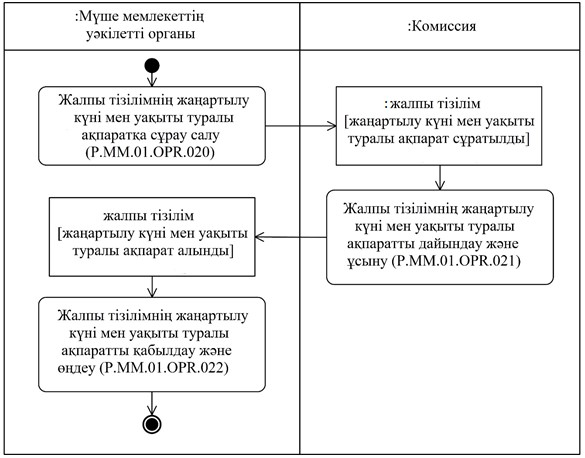 :Мүше мемлекеттің
уәкілетті органы
:Комиссия
Жалпы тізілімнің жаңартылу
күні мен уақыты туралы
ақпаратқа сұрау салу
(P.MM.01.OPR.020)
:жалпы тізілім
[жаңартылу күні мен уақыты
туралы ақпарат сұратылды]
Жалпы тізілімнің жаңартылу
күні мен уақыты туралы
ақпаратты дайындау және
ұсыну (P.MM.01.OPR.021)
жалпы тізілім
[жаңартылу күні мен уақыты
туралы ақпарат алынды]
Жалпы тізілімнің жаңартылу
күні мен уақыты туралы
ақпаратты қабылдау және
өңдеу (P.MM.01.OPR.022)